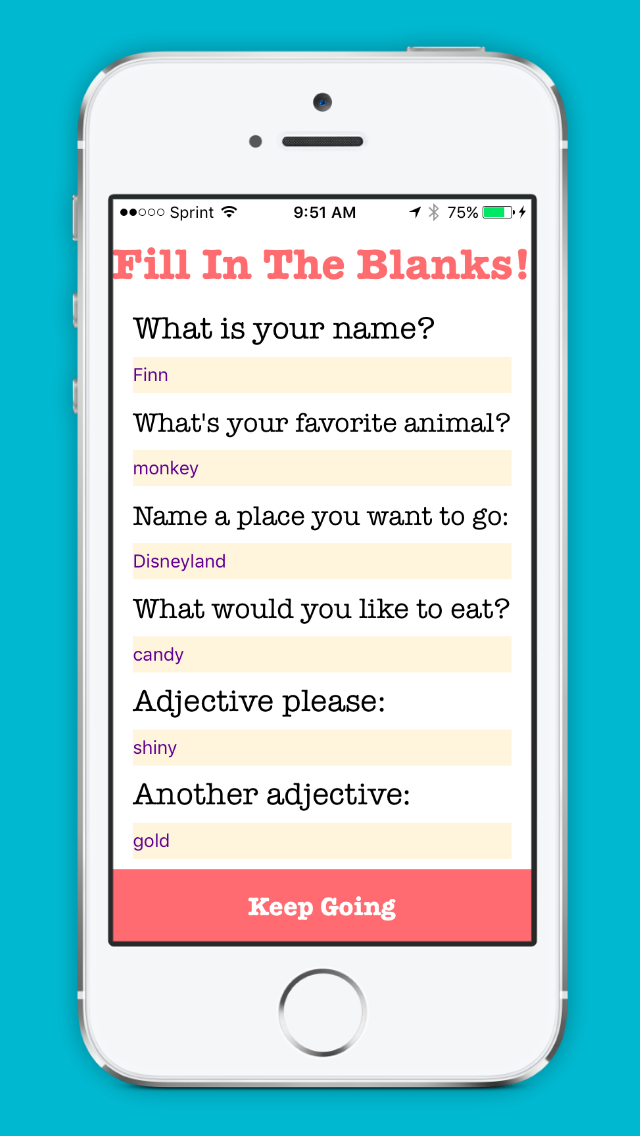 Sprint 9:51 AM 75%
Fill In The Blanks!
What is your name?
Finn
What's your favorite animal?
monkey
Name a place you want to go:
Disneyland
What would you like to eat?
candy
Adjective please:
shiny
Another adjective:
gold
Keep Going